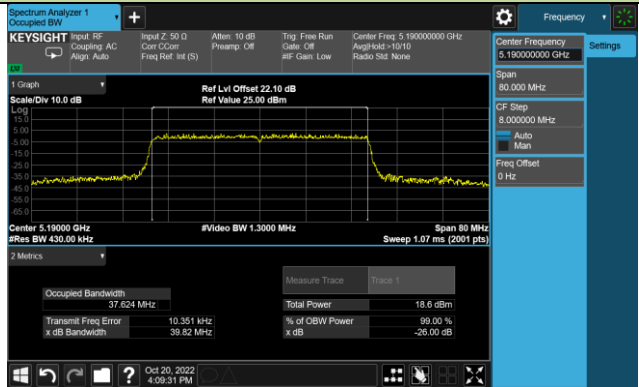 Spectrum Analyzer 1
Occupied BW
Frequency
KEYSIGHT
Input: RF
Coupling: AC
Align: Auto
Input Z: 50 Ω
Corr CCorr
Freq Ref: Int (S)
Atten: 10 dB
Preamp: Off
Trig: Free Run
Gate: Off
#IF Gain: Low
Center Freq: 5.190000000 GHz
Avg|Hold:>10/10
Radio Std: None
Center Frequency
5.190000000 GHz
Settings
Span
80.000 MHz
CF Step
8.000000 MHz
Auto
Man
Freq Offset
0 Hz
1 Graph
Scale/Div 10.0 dB
Ref Lvl Offset 22.10 dB
Ref Value 25.00 dBm
Log
15.0
5.00
-5.00
-15.0
-25.0
-35.0
-45.0
-55.0
-65.0
Center 5.19000 GHz
#Res BW 430.00 kHz
#Video BW 1.3000 MHz
Span 80 MHz
Sweep 1.07 ms (2001 pts)
2 Metrics
Measure Trace
Trace 1
Occupied Bandwidth
37.624 MHz
Total Power
18.6 dBm
Transmit Freq Error
10.351 kHz
% of OBW Power
99.00 %
x dB Bandwidth
39.82 MHz
x dB
-26.00 dB
Oct 20, 2022
4:09:31 PM